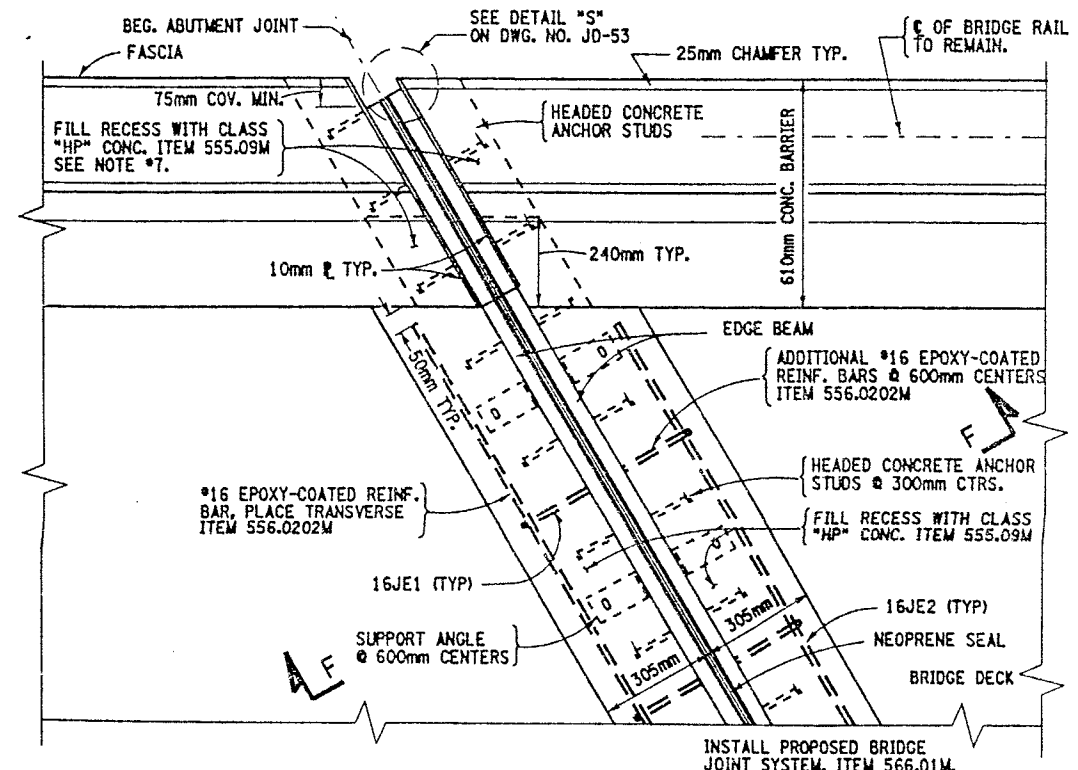 BEG. ABUTMENT JOINT
SEE DETAIL "S"
ON DWG. NO. JD-53
℄ OF BRIDGE RAIL
TO REMAIN.
FASCIA
25mm CHAMFER TYP.
75mm COV. MIN.
HEADED CONCRETE
ANCHOR STUDS
FILL RECESS WITH CLASS
"HP" CONC. ITEM 555.09M
SEE NOTE #7.
610mm CONC. BARRIER
10mm ⅊ TYP.
240mm TYP.
EDGE BEAM
50mm TYP.
ADDITIONAL #16 EPOXY-COATED
REINF. BARS @ 600mm CENTERS
ITEM 556.0202M
F
HEADED CONCRETE ANCHOR
STUDS @ 300mm CTRS.
#16 EPOXY-COATED REINF.
BAR, PLACE TRANSVERSE
ITEM 556.0202M
FILL RECESS WITH CLASS
"HP" CONC. ITEM 555.09M
16JE1 (TYP)
16JE2 (TYP)
305mm
SUPPORT ANGLE
@ 600mm CENTERS
NEOPRENE SEAL
F
305mm
BRIDGE DECK
INSTALL PROPOSED BRIDGE
JOINT SYSTEM, ITEM 566.01M.